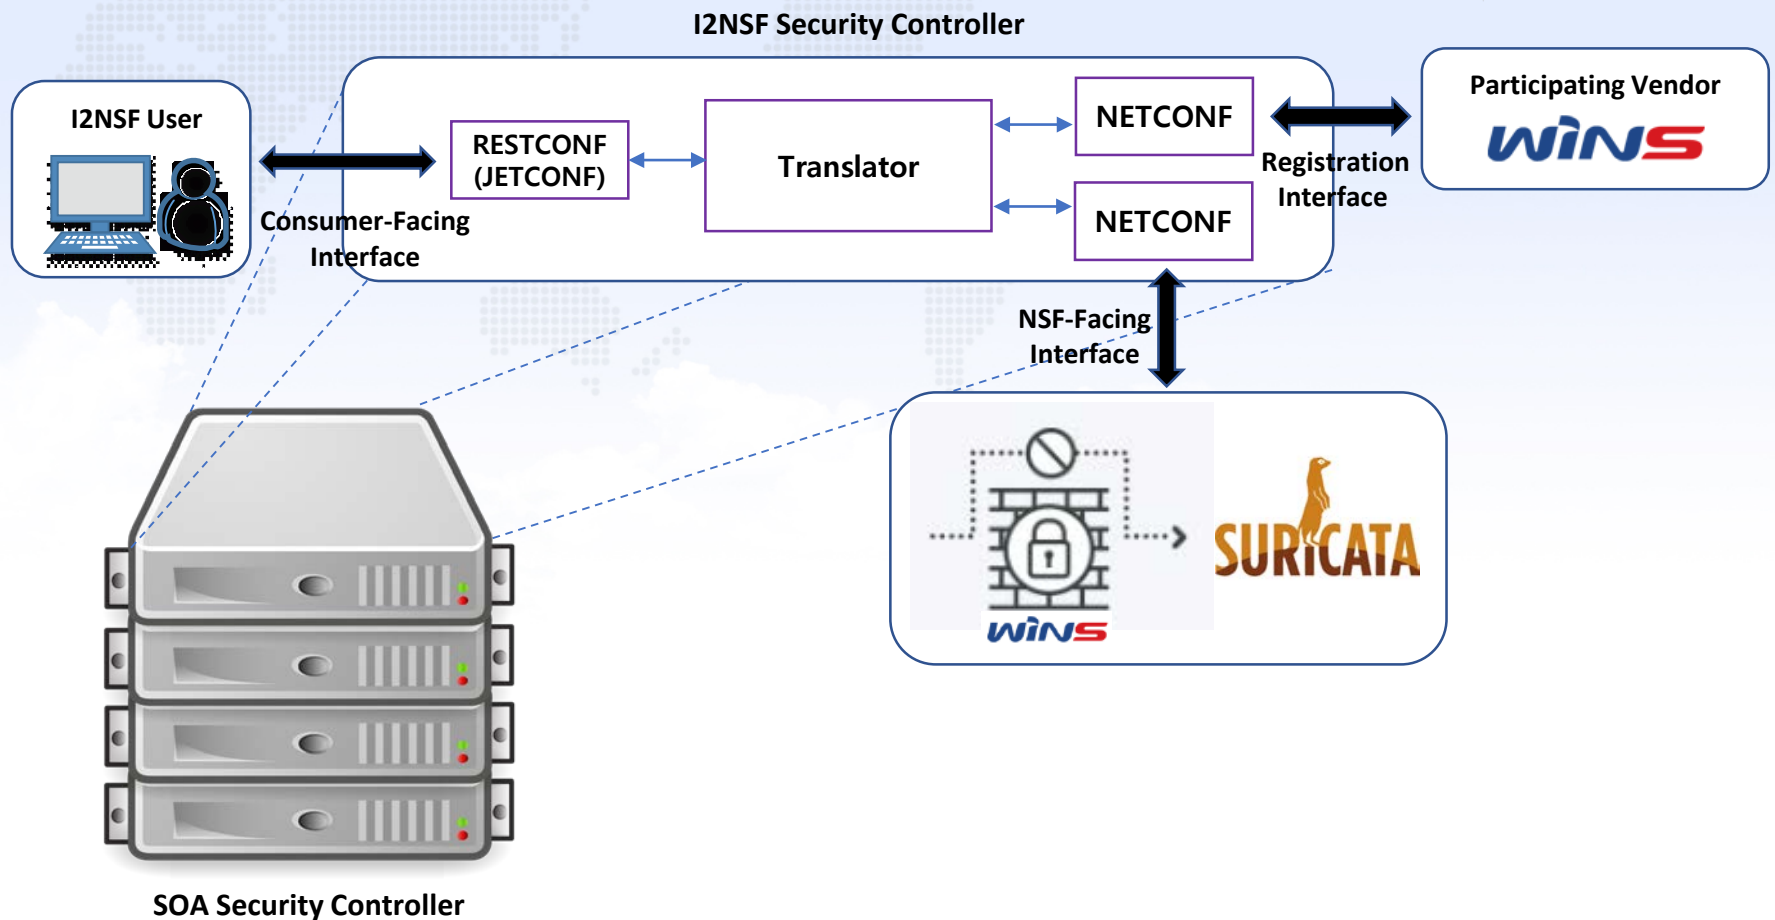 I2NSF Security Controller
I2NSF User
RESTCONF
(JETCONF)
Translator
NETCONF
NETCONF
Participating Vendor
WINS
Consumer-Facing
Interface
Registration
Interface
NSF-Facing
Interface
WINS
SURICATA
SOA Security Controller